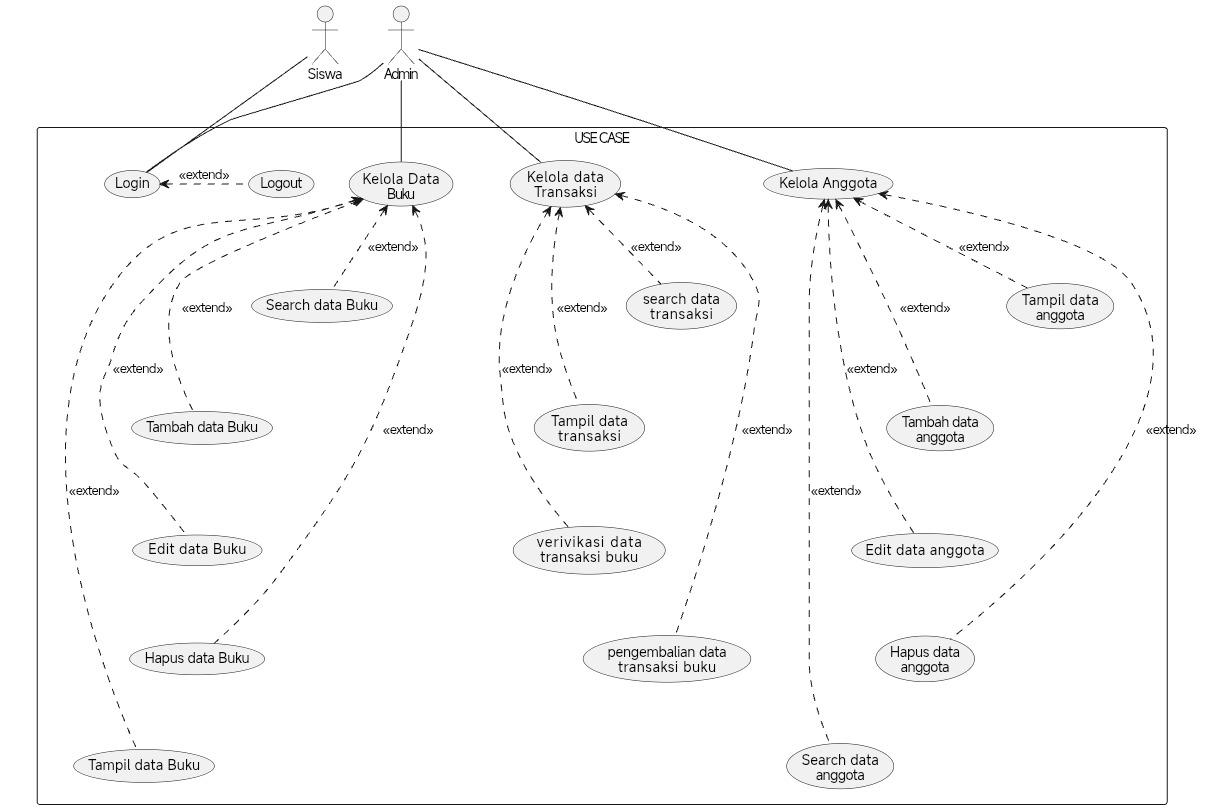 Siswa
Admin
USE CASE
Login
«extend»
Logout
Kelola Data
Buku
Kelola data
Transaksi
Kelola Anggota
«extend»
«extend»
«extend»
Search data Buku
search data
transaksi
Tampil data
anggota
«extend»
«extend»
«extend»
«extend»
«extend»
«extend»
Tambah data Buku
Tampil data
transaksi
Tambah data
anggota
«extend»
«extend»
«extend»
«extend»
«extend»
Edit data Buku
verivikasi data
transaksi buku
Edit data anggota
Hapus data Buku
pengembalian data
transaksi buku
Hapus data
anggota
Tampil data Buku
Search data
anggota